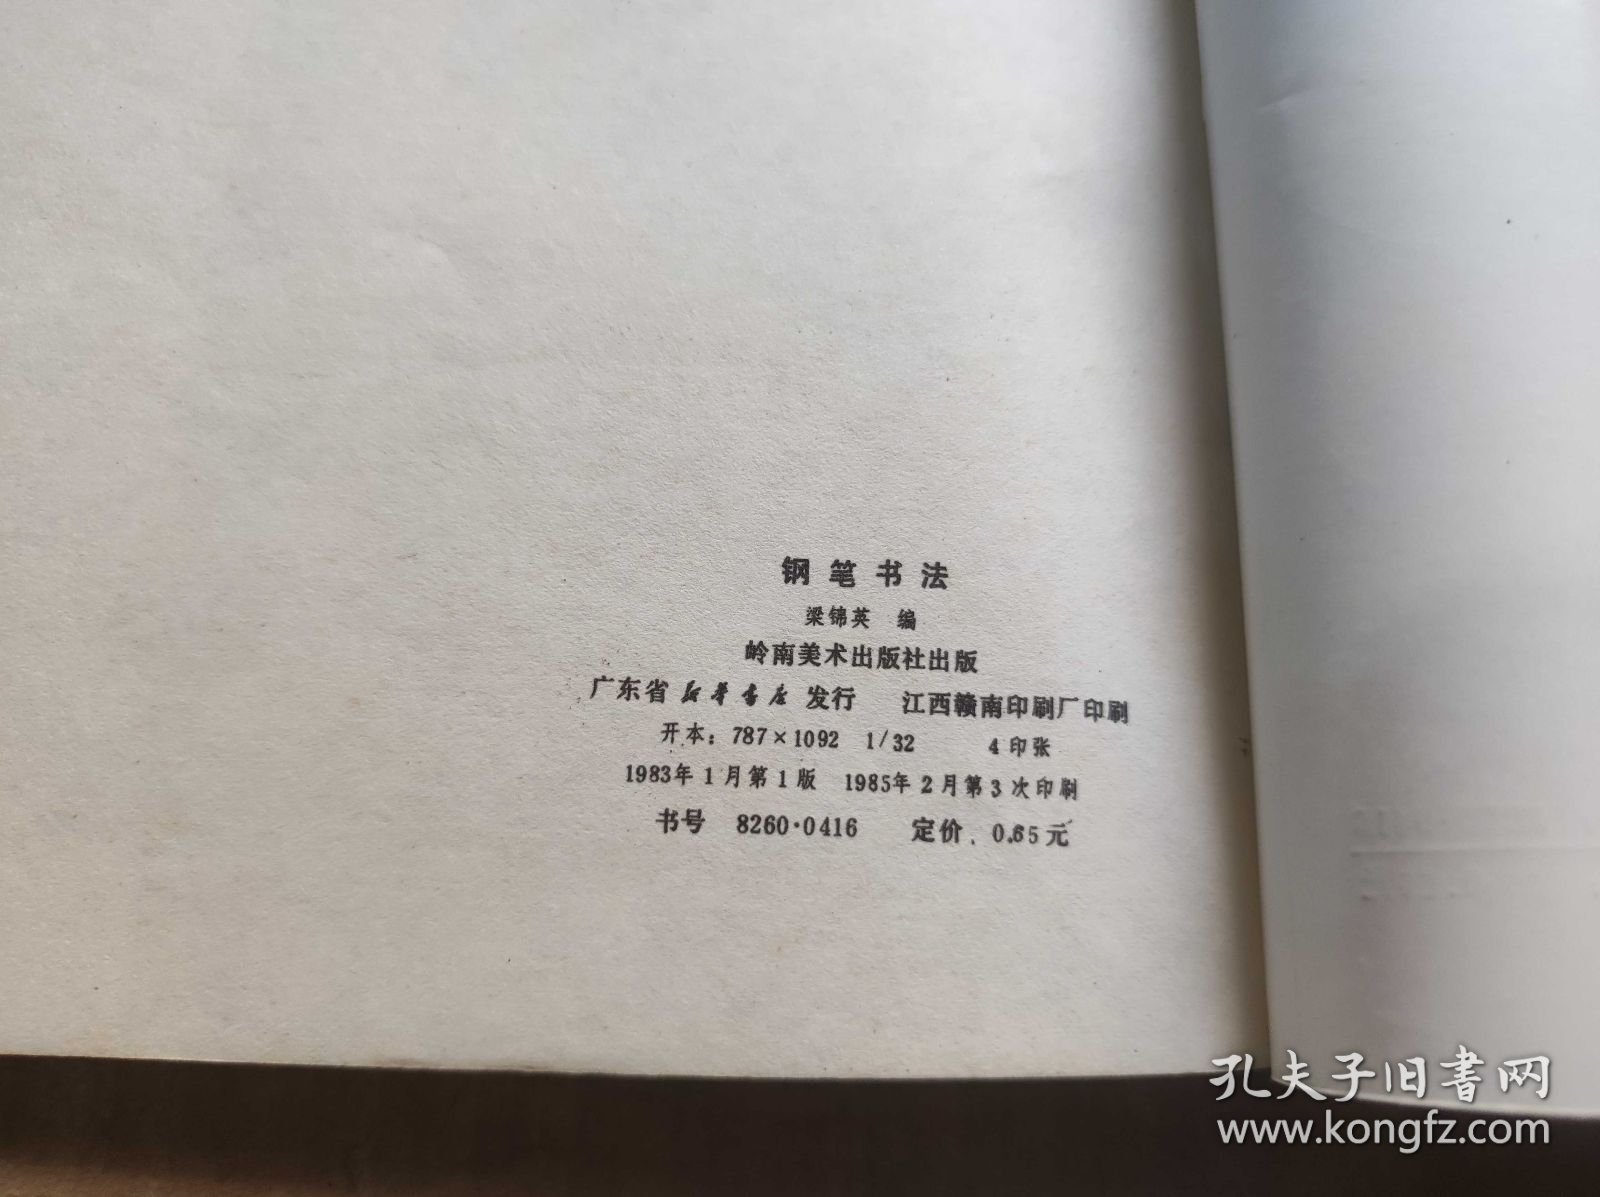 钢笔书法
梁锦英 编
岭南美术出版社出版
广东省新华书店发行 江西赣南印刷厂印刷
开本：787×1092 1/32 4印张
1983年1月第1版 1985年2月第3次印刷
书号 8260·0416 定价．0.65元
孔夫子旧书网
www.kongfz.com